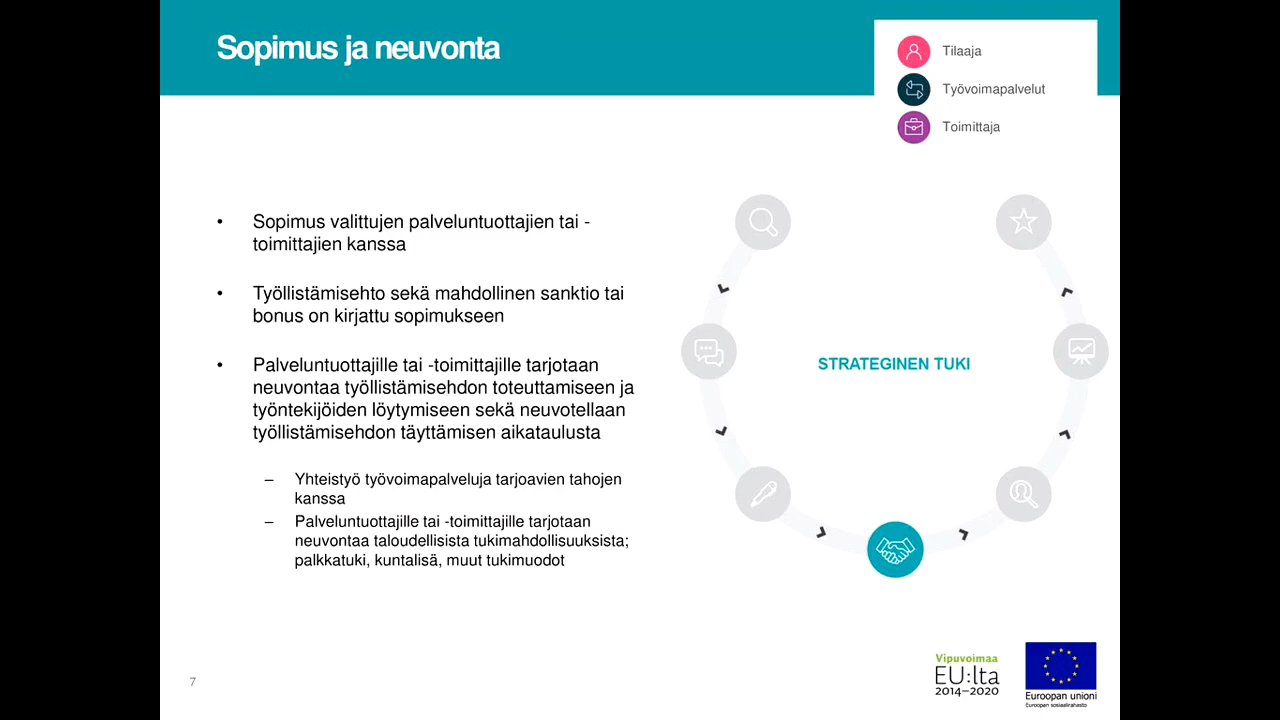 Sopimus ja neuvonta
Tilaaja
Työvoimapalvelut
Toimittaja
• Sopimus valittujen palveluntuottajien tai -
toimittajien kanssa
• Työllistämisehto sekä mahdollinen sanktio tai
bonus on kirjattu sopimukseen
• Palveluntuottajille tai -toimittajille tarjotaan
neuvontaa työllistämisehdon toteuttamiseen ja
työntekijöiden löytymiseen sekä neuvotellaan
työllistämisehdon täyttämisen aikataulusta
– Yhteistyö työvoimapalveluja tarjoavien tahojen
kanssa
– Palveluntuottajille tai -toimittajille tarjotaan
neuvontaa taloudellisista tukimahdollisuuksista;
palkkatuki, kuntalisä, muut tukimuodot
STRATEGINEN TUKI
7
Vipuvoimaa
EU:lta
2014–2020
Euroopan unioni
Euroopan sosiaalirahasto